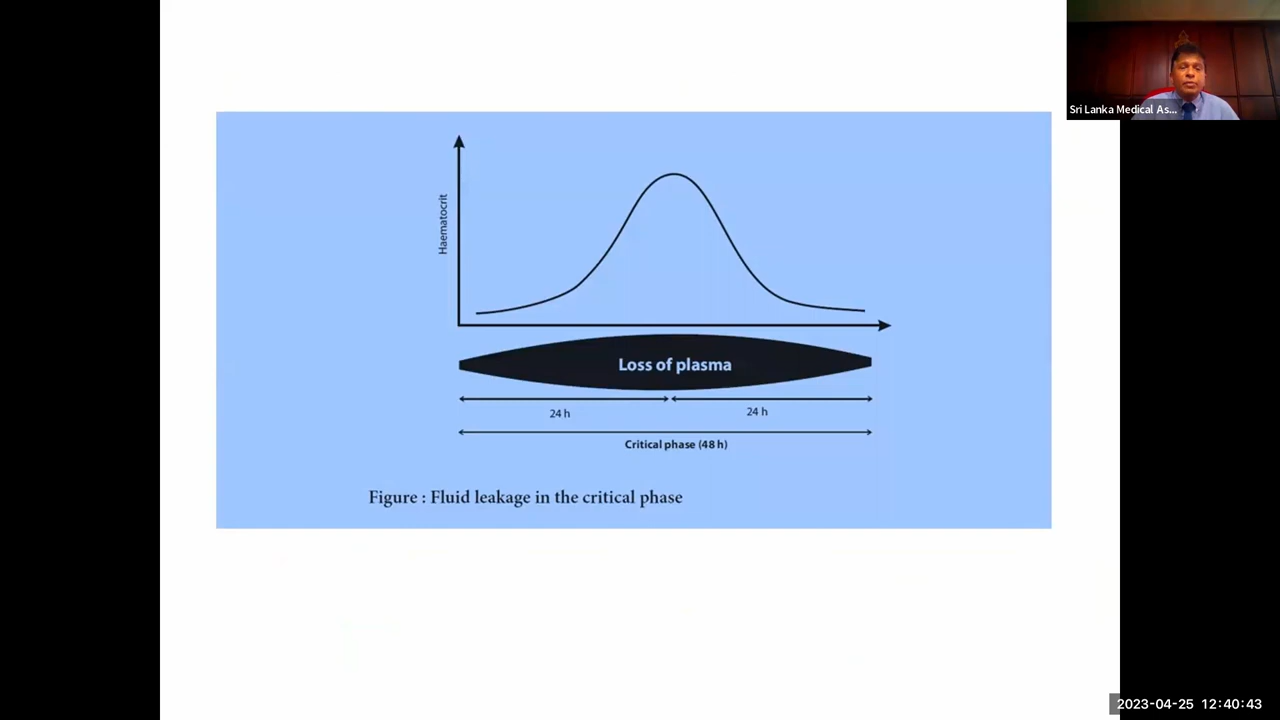 Sri Lanka Medical As...
Haematocrit
Loss of plasma
24 h
24 h
Critical phase (48 h)
Figure : Fluid leakage in the critical phase
2023-04-25 12:40:43